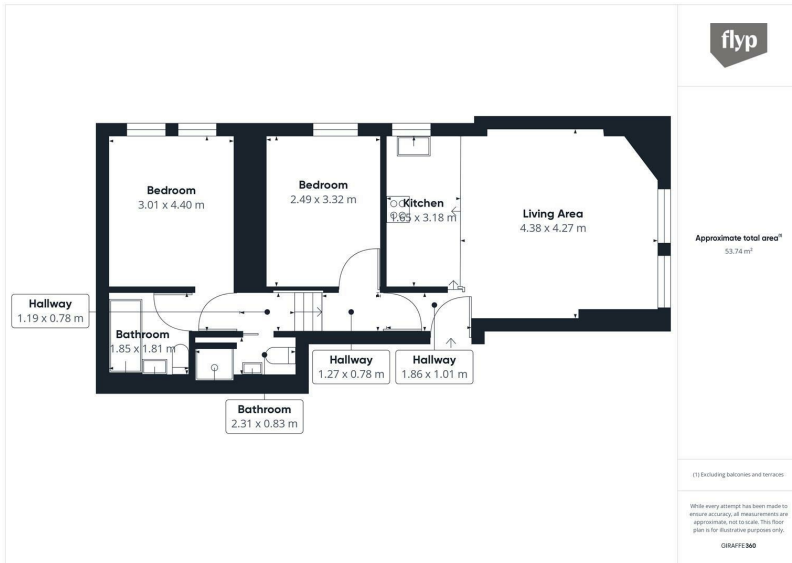 flyp
Bedroom
3.01 x 4.40 m
Bedroom
2.49 x 3.32 m
Kitchen
1.65 x 3.18 m
Living Area
4.38 x 4.27 m
Approximate total area⁽¹⁾
53.74 m²
Hallway
1.19 x 0.78 m
Bathroom
1.85 x 1.81 m
Hallway
1.27 x 0.78 m
Hallway
1.86 x 1.01 m
Bathroom
2.31 x 0.83 m
(1) Excluding balconies and terraces
While every attempt has been made to
ensure accuracy, all measurements are
approximate, not to scale. This floor
plan is for illustrative purposes only.
GIRAFFE360